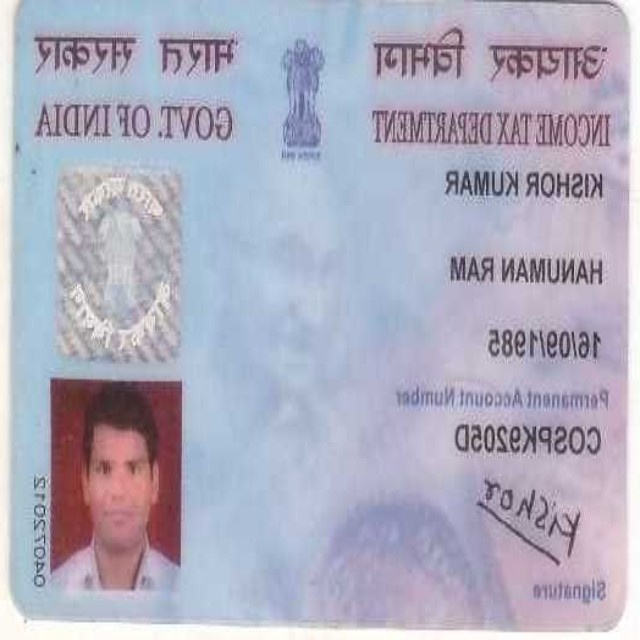 आयकर विभाग
INCOME TAX DEPARTMENT
भारत सरकार
GOVT. OF INDIA
KISHOR KUMAR
HANUMAN RAM
16/09/1985
Permanent Account Number
COSPK9205D
Kishor
Signature
04072012